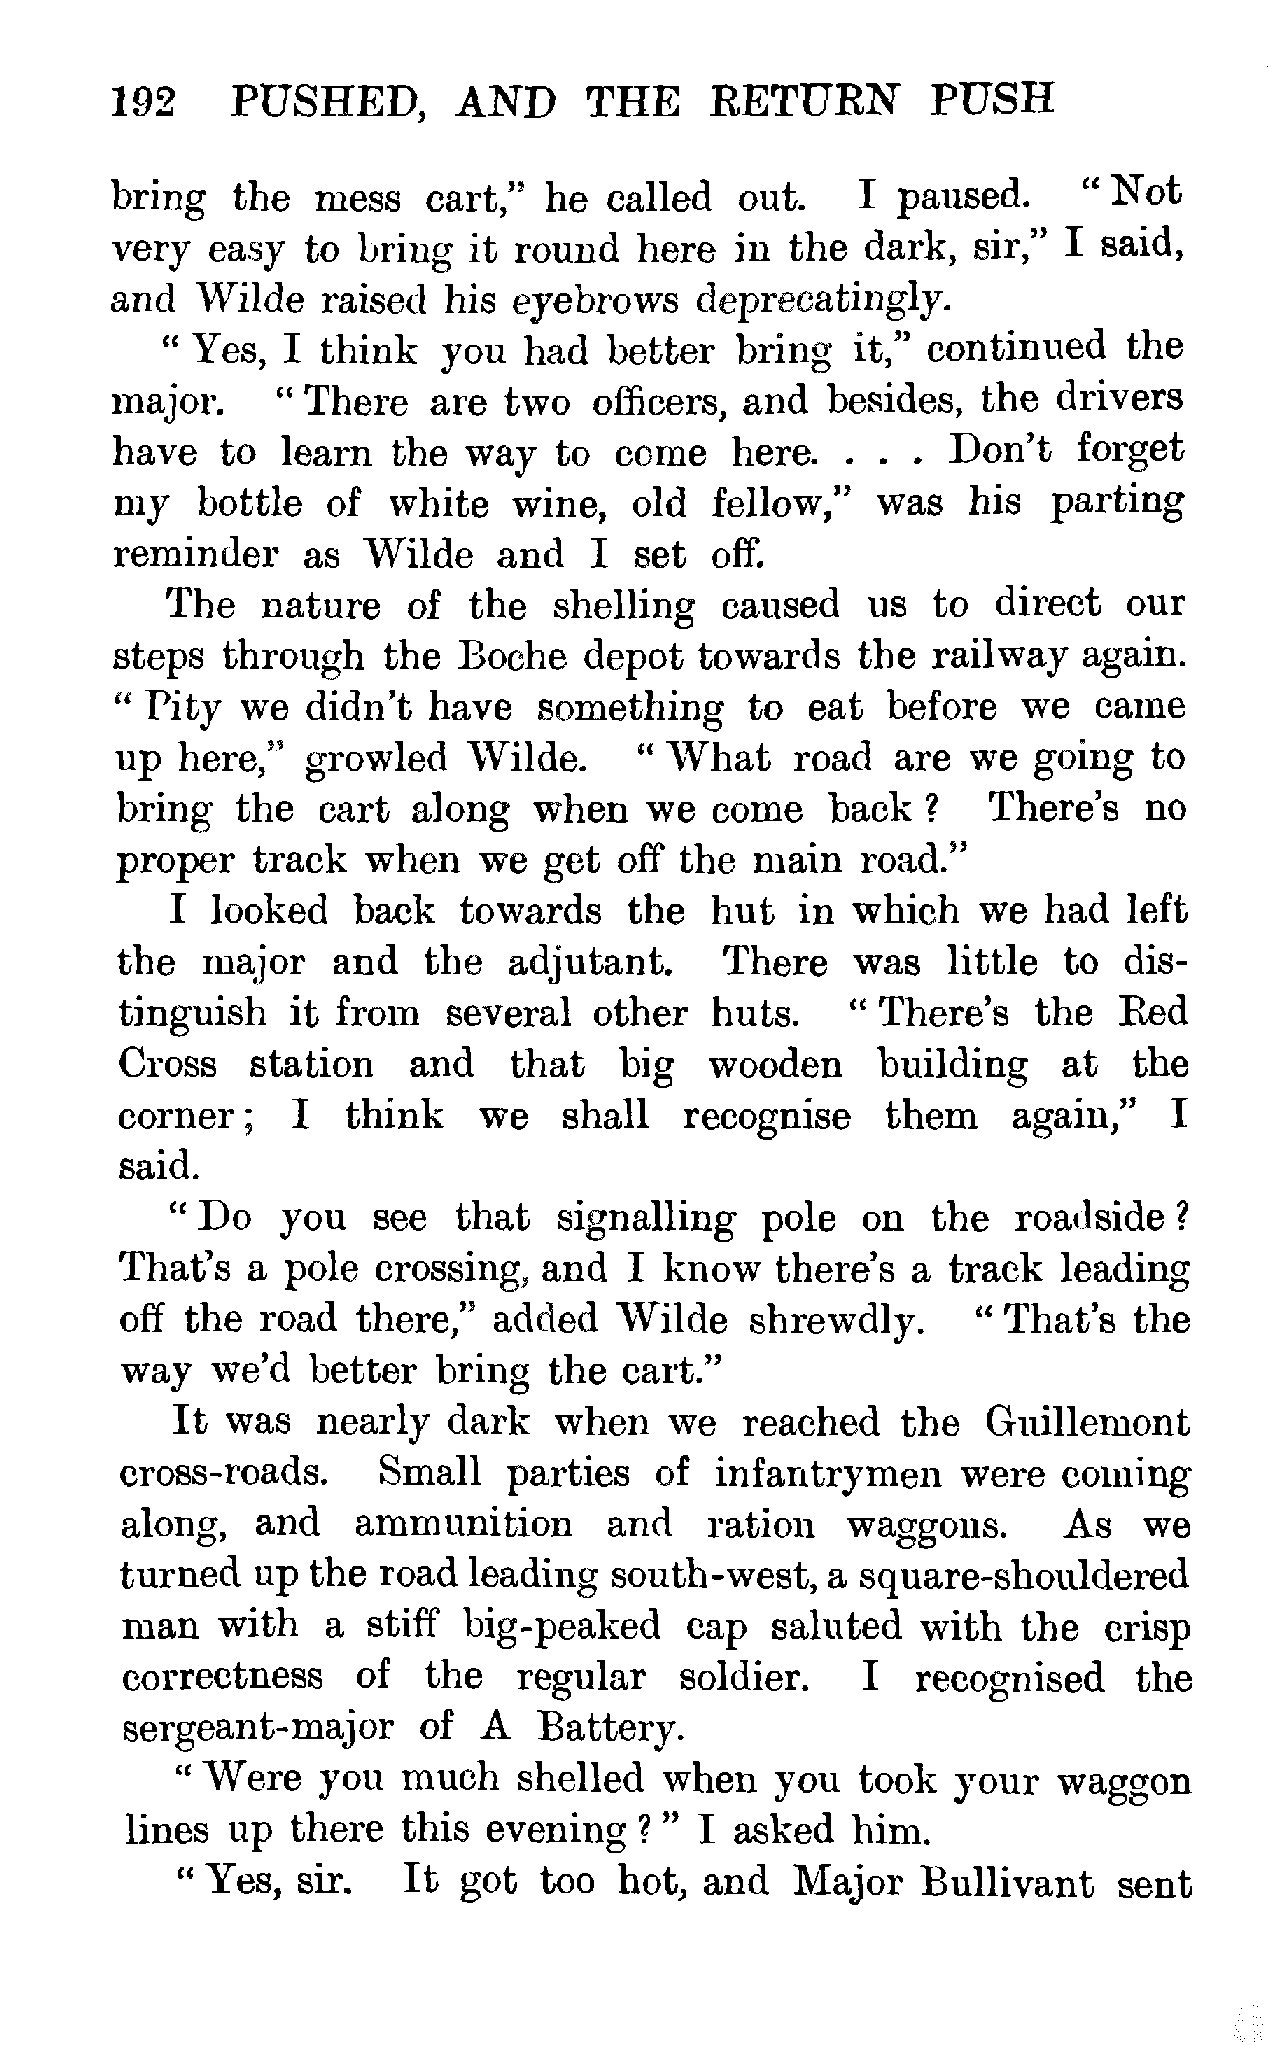 192 PUSHED, AND THE RETURN PUSH
bring the mess cart,” he called out. I paused. “ Not
very easy to bring it round here in the dark, sir,” I said,
and Wilde raised his eyebrows deprecatingly.
“ Yes, I think you had better bring it,” continued the
major. “ There are two officers, and besides, the drivers
have to learn the way to come here. . . . Don’t forget
my bottle of white wine, old fellow,” was his parting
reminder as Wilde and I set off.
The nature of the shelling caused us to direct our
steps through the Boche depot towards the railway again.
“ Pity we didn’t have something to eat before we came
up here,” growled Wilde. “ What road are we going to
bring the cart along when we come back ? There’s no
proper track when we get off the main road.”
I looked back towards the hut in which we had left
the major and the adjutant. There was little to dis-
tinguish it from several other huts. “ There’s the Red
Cross station and that big wooden building at the
corner ; I think we shall recognise them again,” I
said.
“ Do you see that signalling pole on the roadside ?
That’s a pole crossing, and I know there’s a track leading
off the road there,” added Wilde shrewdly. “ That’s the
way we’d better bring the cart.”
It was nearly dark when we reached the Guillemont
cross-roads. Small parties of infantrymen were coming
along, and ammunition and ration waggons. As we
turned up the road leading south-west, a square-shouldered
man with a stiff big-peaked cap saluted with the crisp
correctness of the regular soldier. I recognised the
sergeant-major of A Battery.
“ Were you much shelled when you took your waggon
lines up there this evening ? ” I asked him.
“ Yes, sir. It got too hot, and Major Bullivant sent